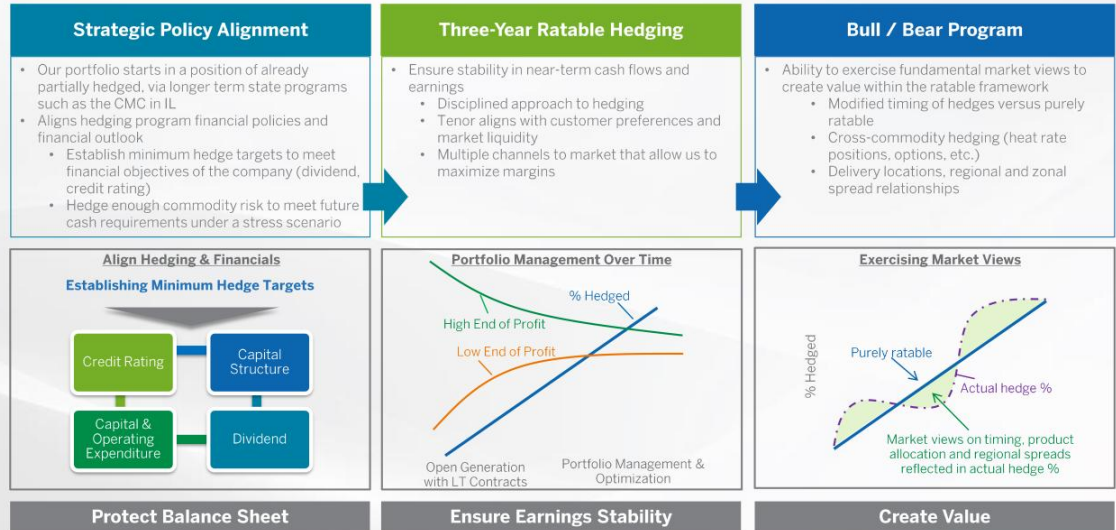 Strategic Policy Alignment
• Our portfolio starts in a position of already
partially hedged, via longer term state programs
such as the CMC in IL
• Aligns hedging program financial policies and
financial outlook
• Establish minimum hedge targets to meet
financial objectives of the company (dividend,
credit rating)
• Hedge enough commodity risk to meet future
cash requirements under a stress scenario
Three-Year Ratable Hedging
• Ensure stability in near-term cash flows and
earnings
• Disciplined approach to hedging
• Tenor aligns with customer preferences and
market liquidity
• Multiple channels to market that allow us to
maximize margins
Bull / Bear Program
• Ability to exercise fundamental market views to
create value within the ratable framework
• Modified timing of hedges versus purely
ratable
• Cross-commodity hedging (heat rate
positions, options, etc.)
• Delivery locations, regional and zonal
spread relationships
Align Hedging & Financials
Establishing Minimum Hedge Targets
Credit Rating
Capital
Structure
Capital &
Operating
Expenditure
Dividend
Portfolio Management Over Time
% Hedged
High End of Profit
Low End of Profit
Open Generation
with LT Contracts
Portfolio Management &
Optimization
Exercising Market Views
% Hedged
Purely ratable
Actual hedge %
Market views on timing, product
allocation and regional spreads
reflected in actual hedge %
Protect Balance Sheet
Ensure Earnings Stability
Create Value